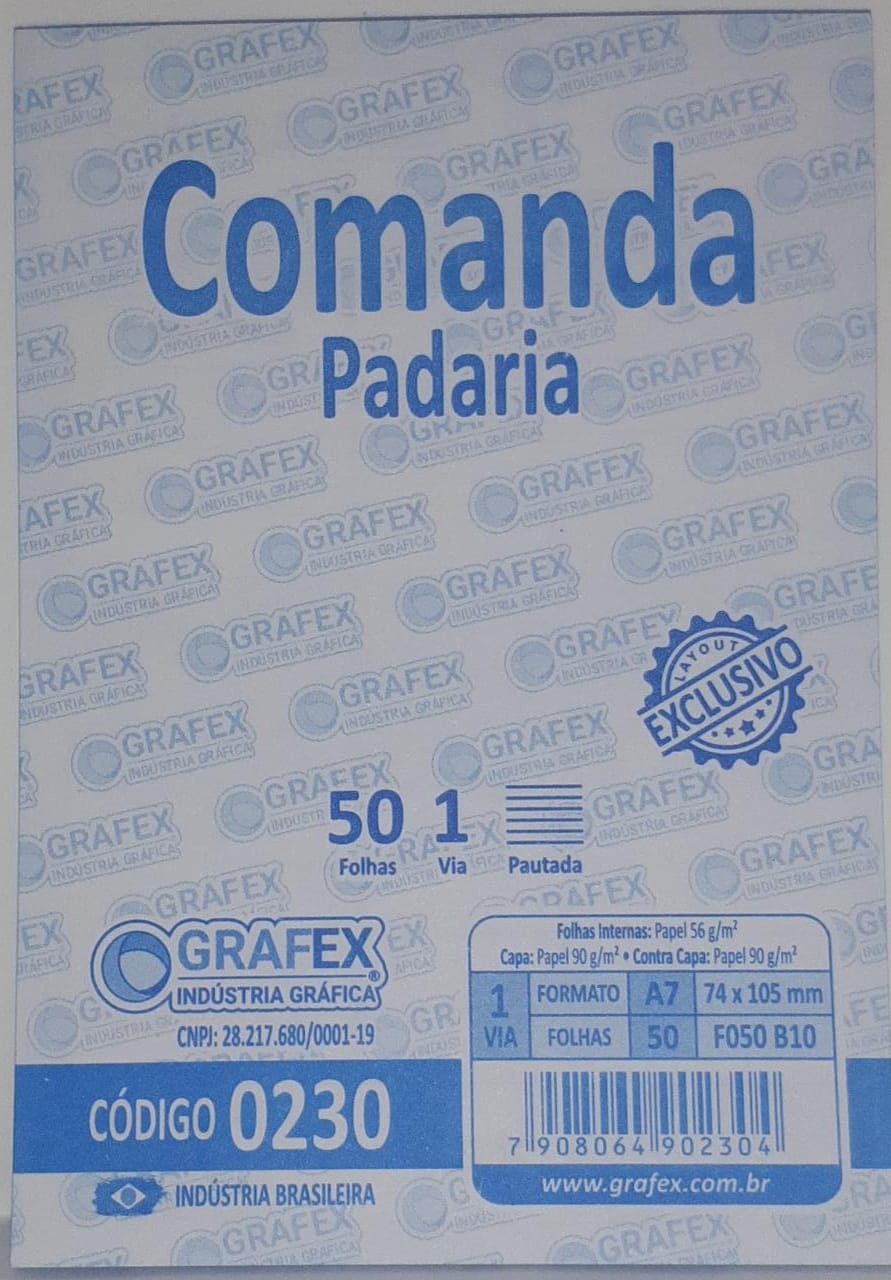 Comanda
Padaria
LAYOUT
EXCLUSIVO
50 1
Folhas Via Pautada
GRAFEX®
INDÚSTRIA GRÁFICA
CNPJ: 28.217.680/0001-19
CÓDIGO 0230
INDÚSTRIA BRASILEIRA
Folhas Internas: Papel 56 g/m²
Capa: Papel 90 g/m² • Contra Capa: Papel 90 g/m²
1 VIA
FORMATO A7 74 x 105 mm
FOLHAS 50 F050 B10
7 908064 902304
www.grafex.com.br